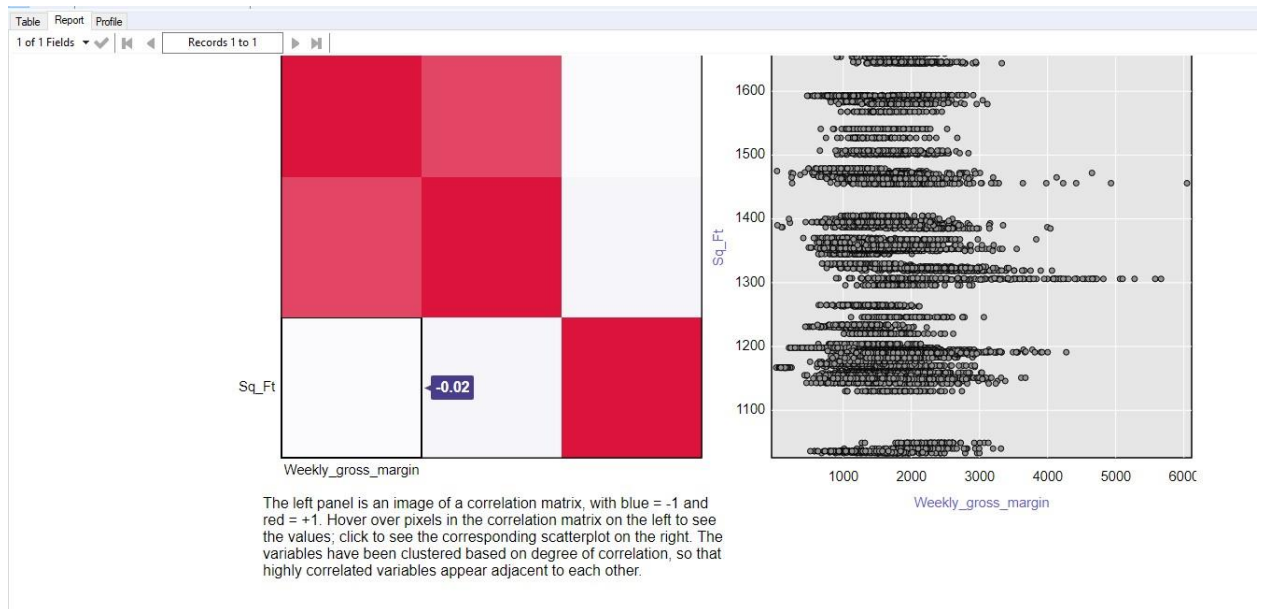 Table Report Profile
1 of 1 Fields Records 1 to 1
1600
1500
1400
1300
1200
1100
Sq_Ft
Sq_Ft
-0.02
Weekly_gross_margin
1000 2000 3000 4000 5000 6000
Weekly_gross_margin
The left panel is an image of a correlation matrix, with blue = -1 and
red = +1. Hover over pixels in the correlation matrix on the left to see
the values; click to see the corresponding scatterplot on the right. The
variables have been clustered based on degree of correlation, so that
highly correlated variables appear adjacent to each other.